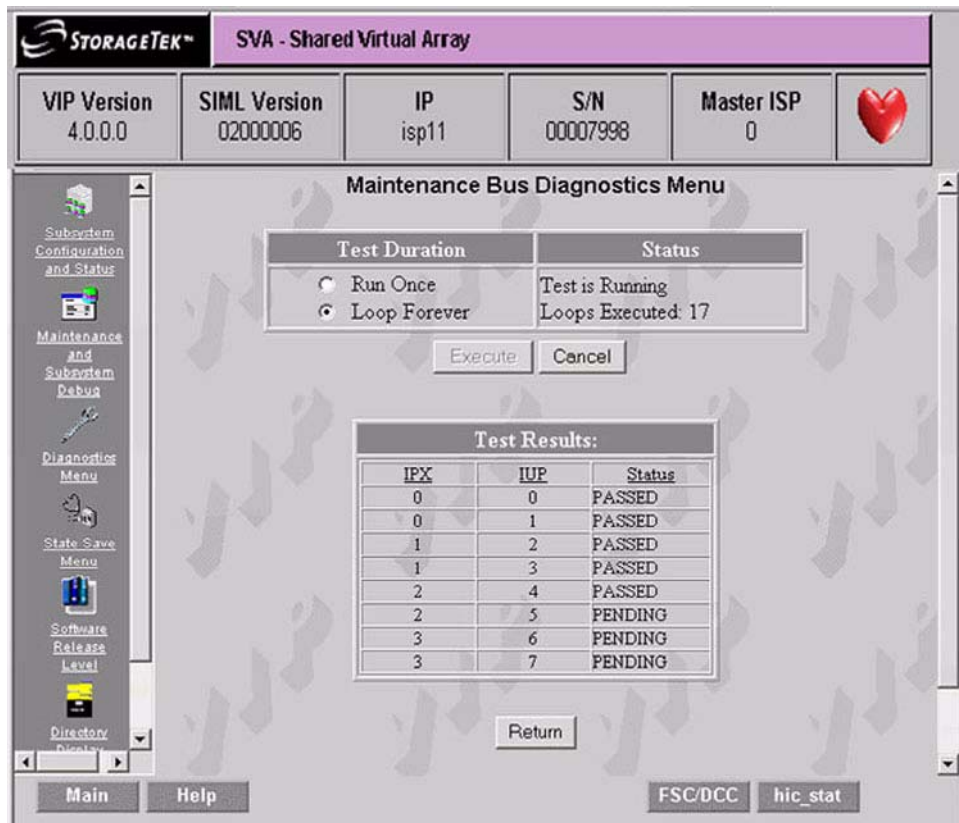 STORAGETEK™
SVA - Shared Virtual Array
VIP Version
4.0.0.0
SIML Version
02000006
IP
isp11
S/N
00007998
Master ISP
0
Subsystem
Configuration
and Status
Maintenance
and
Subsystem
Debug
Diagnostics
Menu
State Save
Menu
Software
Release
Level
Directory
Display
Maintenance Bus Diagnostics Menu
Test Duration Status
Run Once Test is Running
Loop Forever Loops Executed: 17
Execute Cancel
Test Results:
IPX IUP Status
0 0 PASSED
0 1 PASSED
1 2 PASSED
1 3 PASSED
2 4 PASSED
2 5 PENDING
3 6 PENDING
3 7 PENDING
Return
Main Help FSC/DCC hic_stat